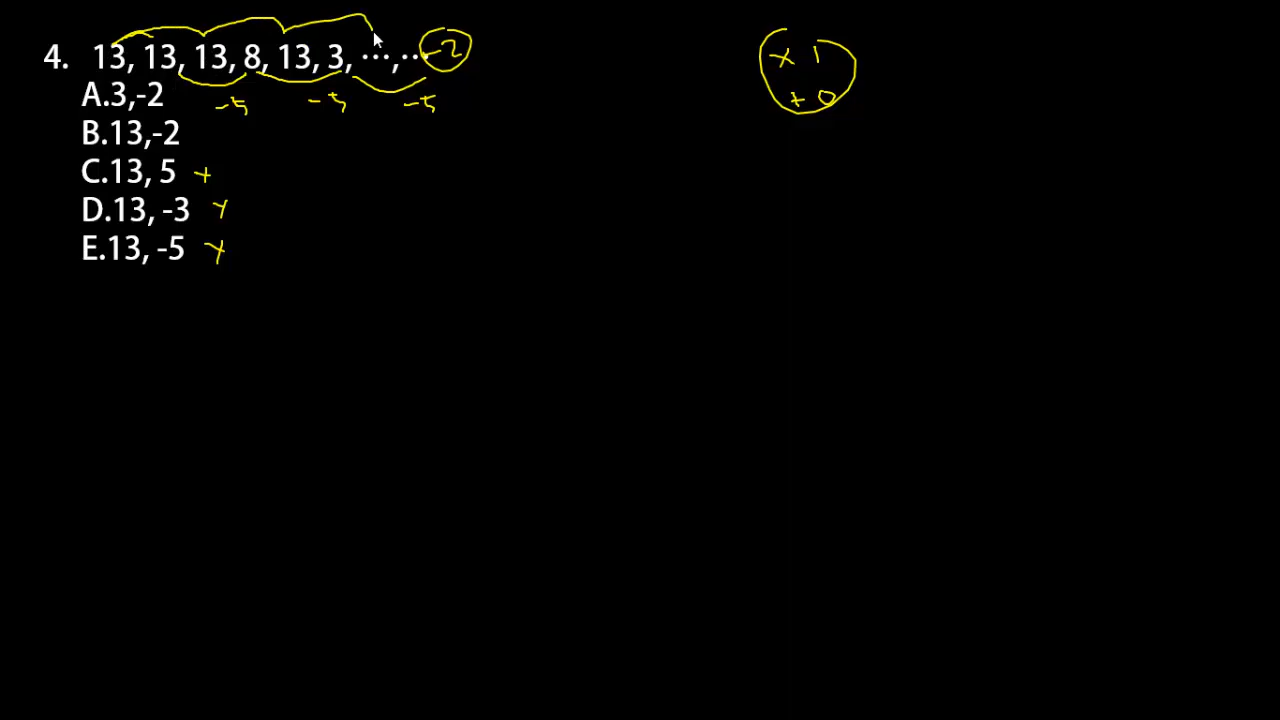 4. 13, 13, 13, 8, 13, 3, ..., ... -2
-5 -5 -5
x 1
+ 0
A.3,-2
B.13,-2
C.13, 5 x
D.13, -3 x
E.13, -5 x